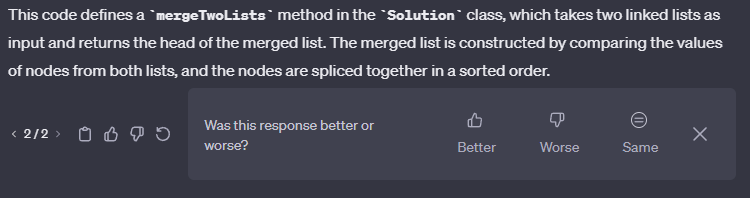 This code defines a `mergeTwoLists` method in the `Solution` class, which takes two linked lists as
input and returns the head of the merged list. The merged list is constructed by comparing the values
of nodes from both lists, and the nodes are spliced together in a sorted order.
< 2/2 >
Was this response better or
worse?
Better
Worse
Same